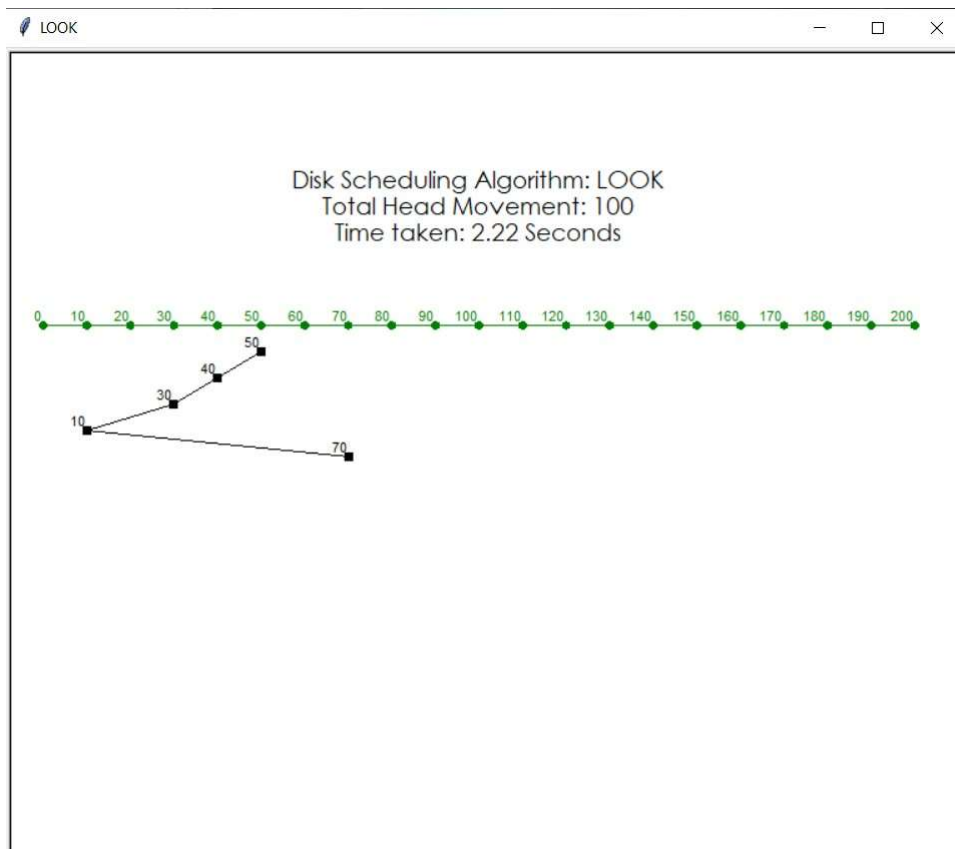 LOOK
Disk Scheduling Algorithm: LOOK
Total Head Movement: 100
Time taken: 2.22 Seconds
0 10 20 30 40 50 60 70 80 90 100 110 120 130 140 150 160 170 180 190 200
50
40
30
10
70